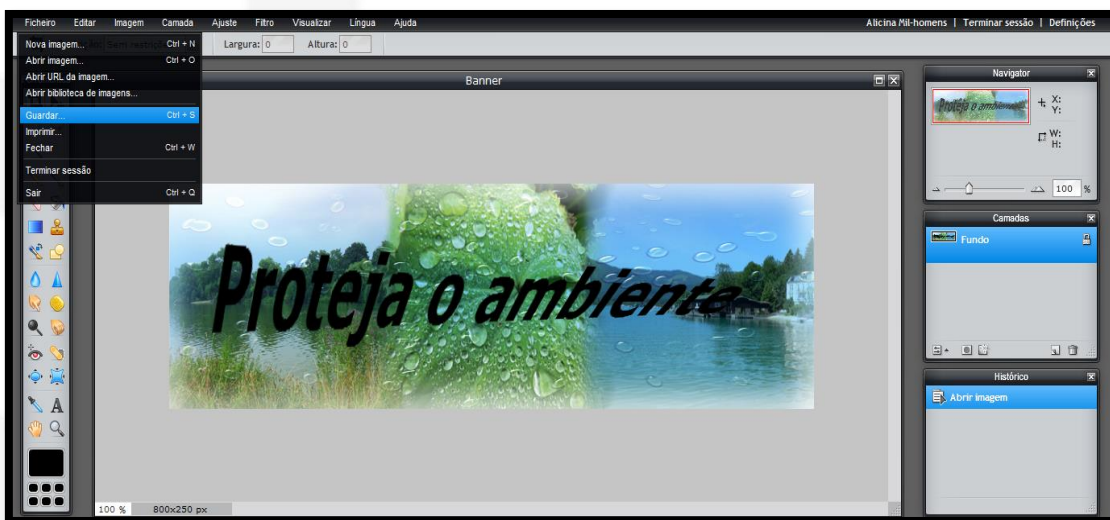 Ficheiro Editar Imagem Camada Ajuste Filtro Visualizar Língua Ajuda Alicina Mil-homens | Terminar sessão | Definições
Nova imagem... Ctrl + N
Largura: 0 Altura: 0
Abrir imagem... Ctrl + O
Abrir URL da imagem...
Abrir biblioteca de imagens...
Guardar... Ctrl + S
Imprimir...
Fechar Ctrl + W
Terminar sessão
Sair Ctrl + Q
Banner
Proteja o ambiente
100 % 800x250 px
Navigator
Proteja o ambiente
X:
Y:
W:
H:
100 %
Camadas
Fundo
Histórico
Abrir imagem